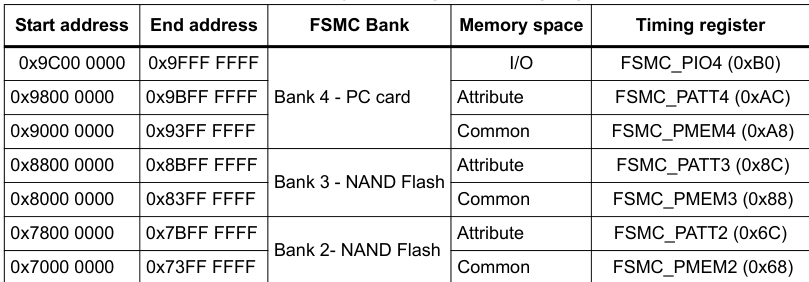 Start address End address FSMC Bank Memory space Timing register
0x9C00 0000 0x9FFF FFFF Bank 4 - PC card I/O FSMC_PIO4 (0xB0)
0x9800 0000 0x9BFF FFFF Attribute FSMC_PATT4 (0xAC)
0x9000 0000 0x93FF FFFF Common FSMC_PMEM4 (0xA8)
0x8800 0000 0x8BFF FFFF Bank 3 - NAND Flash Attribute FSMC_PATT3 (0x8C)
0x8000 0000 0x83FF FFFF Common FSMC_PMEM3 (0x88)
0x7800 0000 0x7BFF FFFF Bank 2- NAND Flash Attribute FSMC_PATT2 (0x6C)
0x7000 0000 0x73FF FFFF Common FSMC_PMEM2 (0x68)